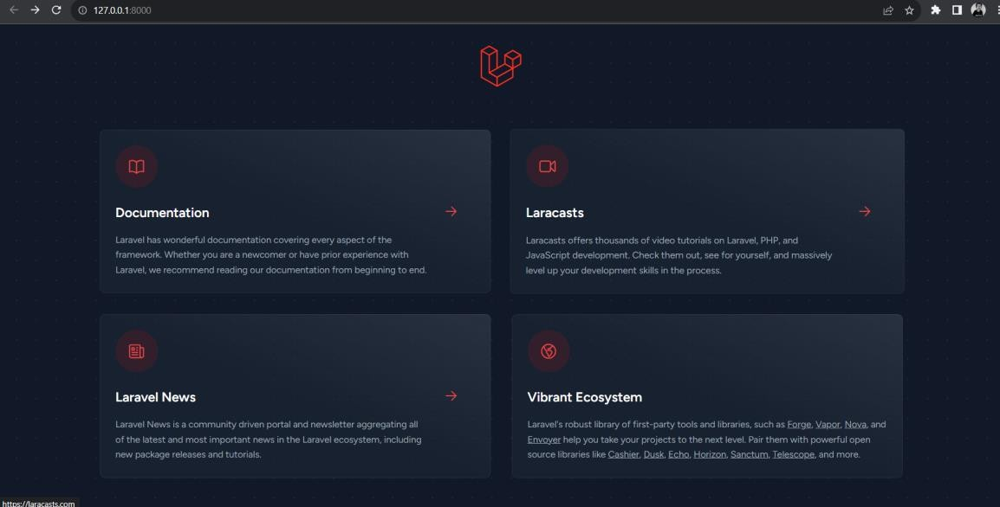 127.0.0.1:8000
Documentation
Laravel has wonderful documentation covering every aspect of the
framework. Whether you are a newcomer or have prior experience with
Laravel, we recommend reading our documentation from beginning to end.
Laracasts
Laracasts offers thousands of video tutorials on Laravel, PHP, and
JavaScript development. Check them out, see for yourself, and massively
level up your development skills in the process.
Laravel News
Laravel News is a community driven portal and newsletter aggregating all
of the latest and most important news in the Laravel ecosystem, including
new package releases and tutorials.
Vibrant Ecosystem
Laravel's robust library of first-party tools and libraries, such as Forge, Vapor, Nova, and
Envoyer help you take your projects to the next level. Pair them with powerful open
source libraries like Cashier, Dusk, Echo, Horizon, Sanctum, Telescope, and more.
https://laracasts.com